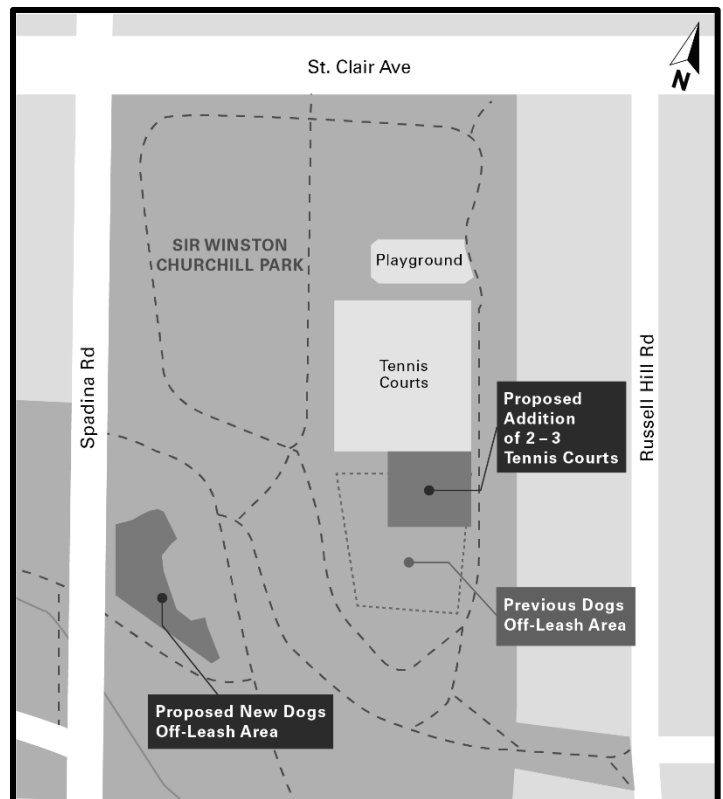 St. Clair Ave
N
SIR WINSTON
CHURCHILL PARK
Playground
Tennis
Courts
Spadina Rd
Russell Hill Rd
Proposed
Addition
of 2 – 3
Tennis Courts
Previous Dogs
Off-Leash Area
Proposed New Dogs
Off-Leash Area